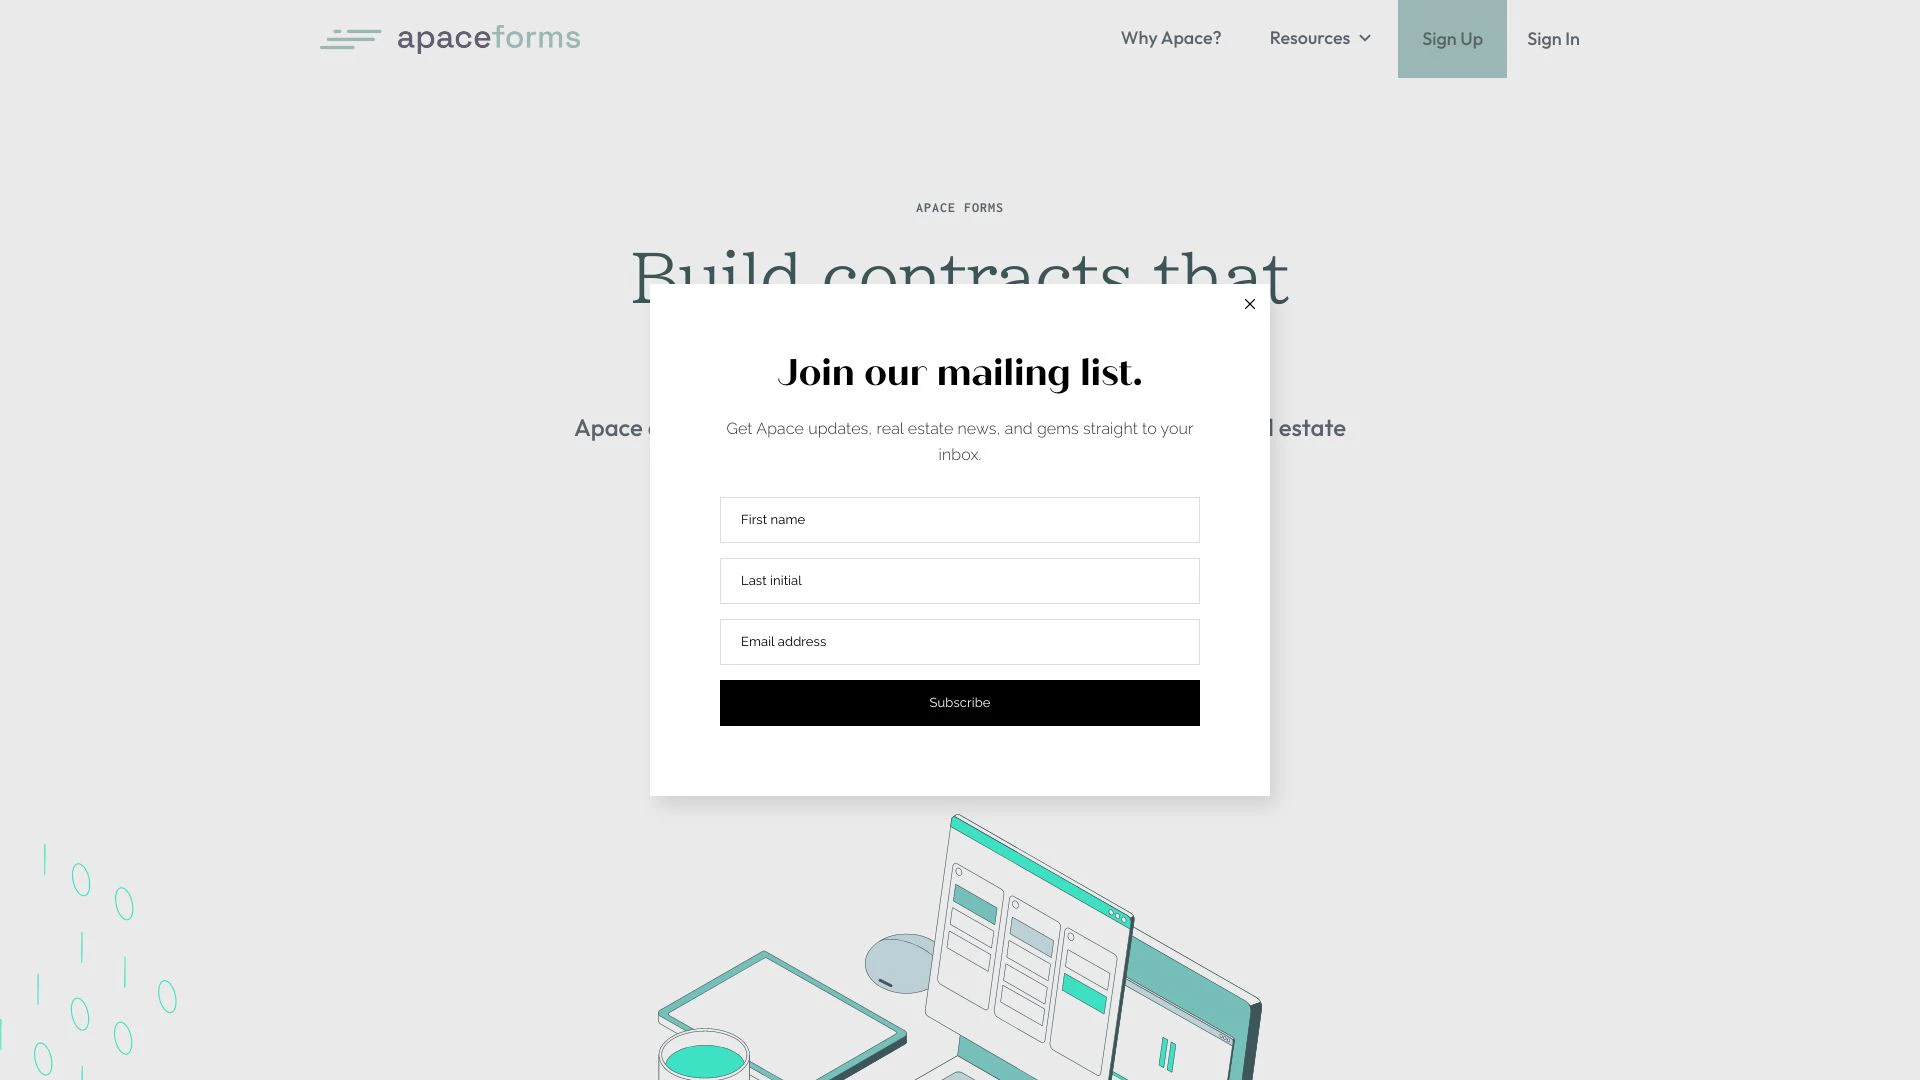 apaceforms
Why Apace?
Resources
Sign Up
Sign In
APACE FORMS
Build contracts that
Join our mailing list.
Apace
estate
Get Apace updates, real estate news, and gems straight to your
inbox.
First name
Last initial
Email address
Subscribe